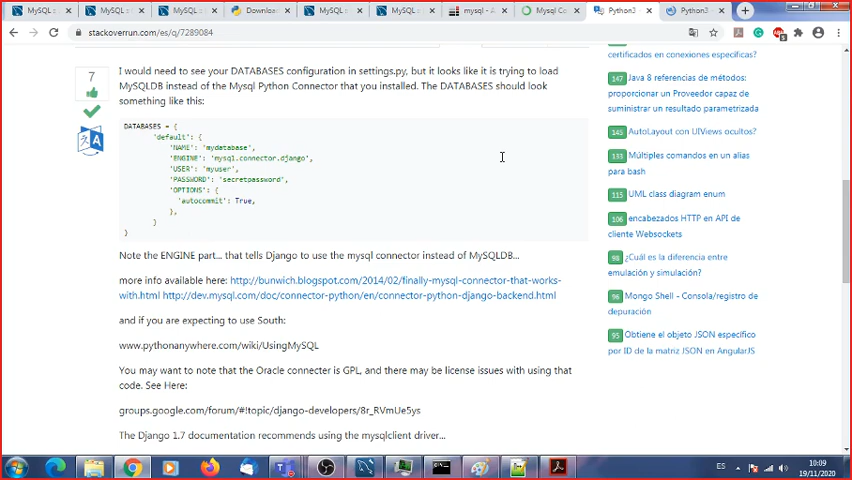 MySQL :
MySQL :
MySQL :
Downlo
MySQL :
MySQL :
mysql - A
Mysql Co
Python3
Python3
stackoverrun.com/es/q/7289084
certificados en conexiones específicas?
7
I would need to see your DATABASES configuration in settings.py, but it looks like it is trying to load
MySQLDB instead of the Mysql Python Connector that you installed. The DATABASES should look
something like this:
DATABASES = {
'default': {
'NAME': 'mydatabase',
'ENGINE': 'mysql.connector.django',
'USER': 'myuser',
'PASSWORD': 'secretpassword',
'OPTIONS': {
'autocommit': True,
},
}
}
Note the ENGINE part... that tells Django to use the mysql connector instead of MySQLDB...
more info available here: http://bunwich.blogspot.com/2014/02/finally-mysql-connector-that-works-
with.html http://dev.mysql.com/doc/connector-python/en/connector-python-django-backend.html
and if you are expecting to use South:
www.pythonanywhere.com/wiki/UsingMySQL
You may want to note that the Oracle connecter is GPL, and there may be license issues with using that
code. See Here:
groups.google.com/forum/#!topic/django-developers/8r_RVmUe5ys
The Django 1.7 documentation recommends using the mysqlclient driver...
147 Java 8 referencias de métodos:
proporcionar un Proveedor capaz de
suministrar un resultado parametrizada
145 AutoLayout con UIViews ocultos?
133 Múltiples comandos en un alias
para bash
115 UML class diagram enum
106 encabezados HTTP en API de
cliente Websockets
98 ¿Cuál es la diferencia entre
emulación y simulación?
96 Mongo Shell - Consola/registro de
depuración
95 Obtiene el objeto JSON específico
por ID de la matriz JSON en AngularJS
ES
10:09
19/11/2020